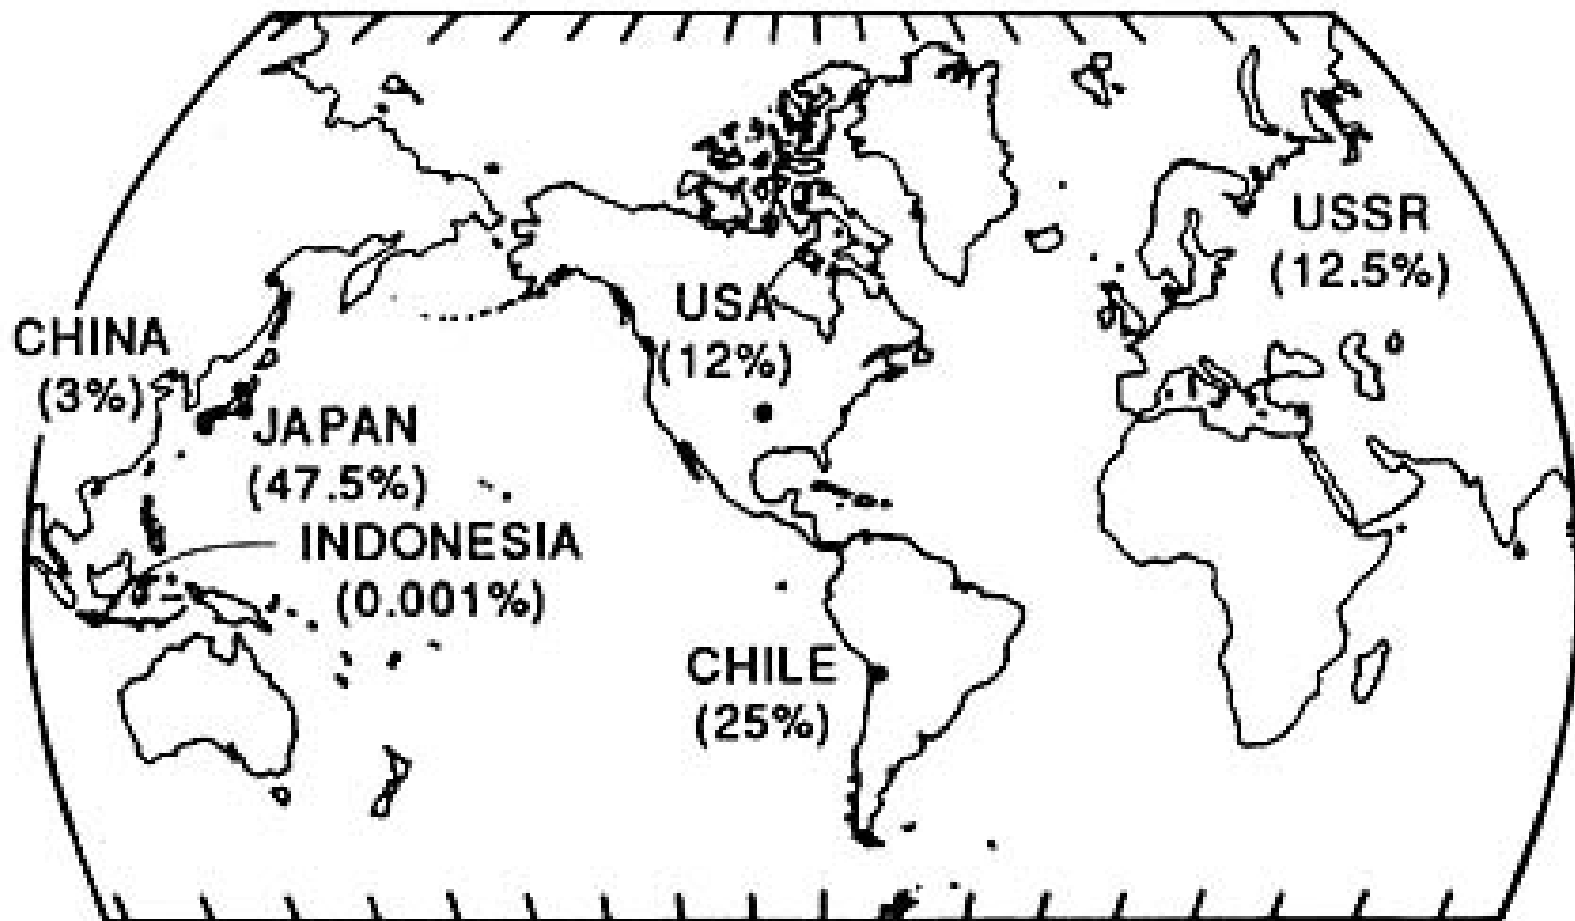 USSR
(12.5%)
USA
(12%)
CHINA
(3%)
JAPAN
(47.5%)
INDONESIA
(0.001%)
CHILE
(25%)